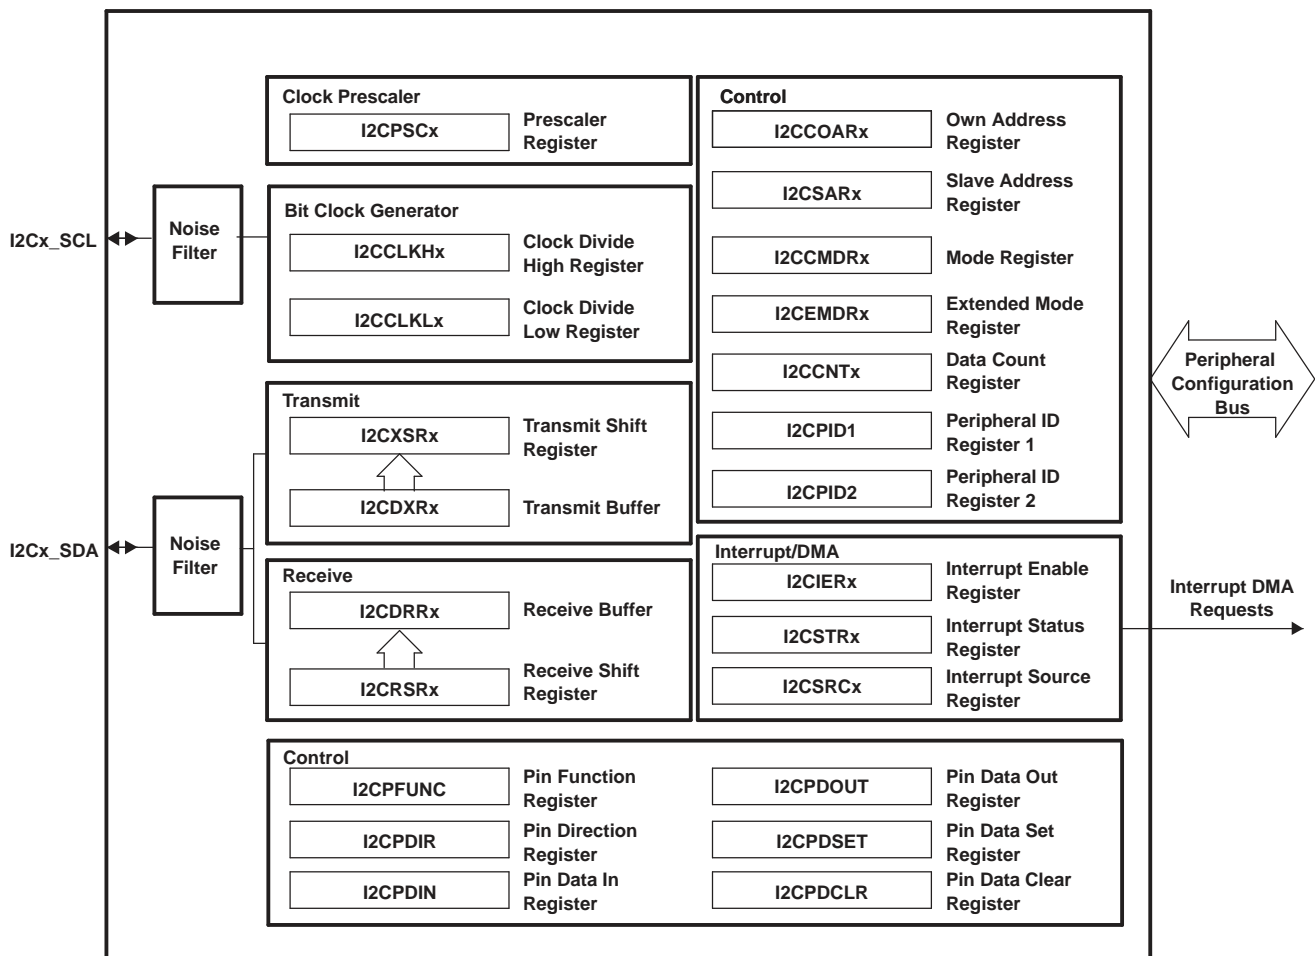 Clock Prescaler
I2CPSCx
Prescaler
Register
I2Cx_SCL
Noise
Filter
Bit Clock Generator
I2CCLKHx
Clock Divide
High Register
I2CCLKLx
Clock Divide
Low Register
I2Cx_SDA
Noise
Filter
Transmit
I2CXSRx
Transmit Shift
Register
I2CDXRx
Transmit Buffer
Receive
I2CDRRx
Receive Buffer
I2CRSRx
Receive Shift
Register
Control
I2CCOARx
Own Address
Register
I2CSARx
Slave Address
Register
I2CCMDRx
Mode Register
I2CEMDRx
Extended Mode
Register
I2CCNTx
Data Count
Register
I2CPID1
Peripheral ID
Register 1
I2CPID2
Peripheral ID
Register 2
Peripheral
Configuration
Bus
Interrupt/DMA
I2CIERx
Interrupt Enable
Register
I2CSTRx
Interrupt Status
Register
I2CSRCx
Interrupt Source
Register
Interrupt DMA
Requests
Control
I2CPFUNC
Pin Function
Register
I2CPDIR
Pin Direction
Register
I2CPDIN
Pin Data In
Register
I2CPDOUT
Pin Data Out
Register
I2CPDSET
Pin Data Set
Register
I2CPDCLR
Pin Data Clear
Register